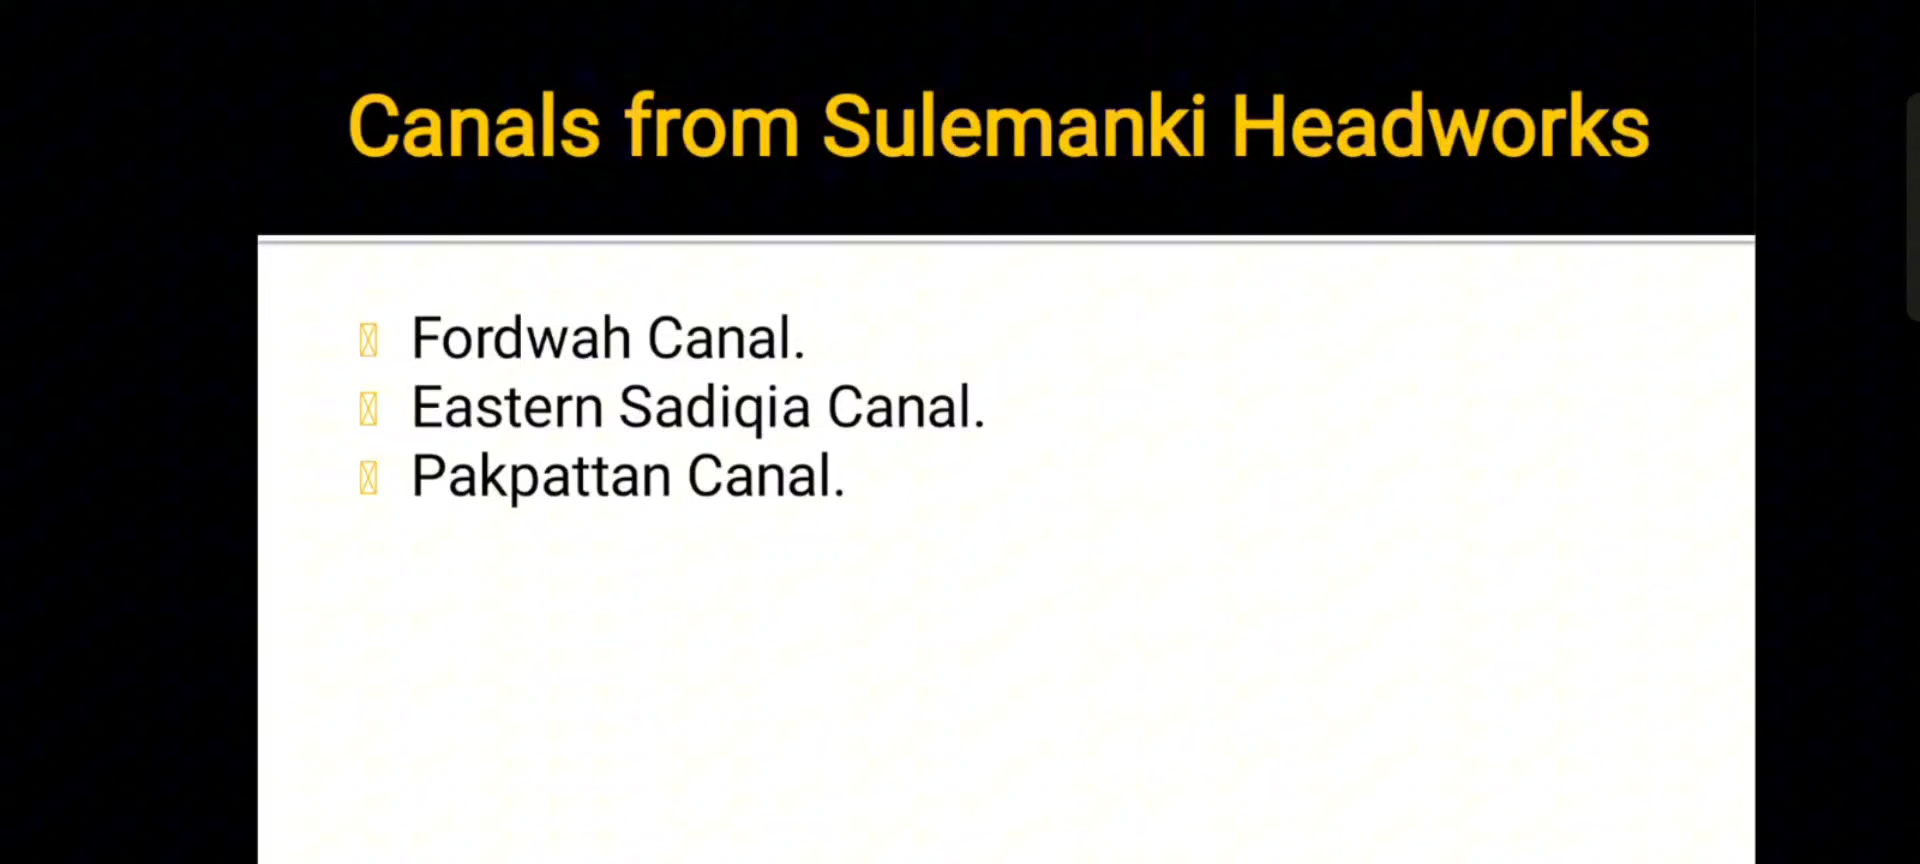 Canals from Sulemanki Headworks
Fordwah Canal.
Eastern Sadiqia Canal.
Pakpattan Canal.